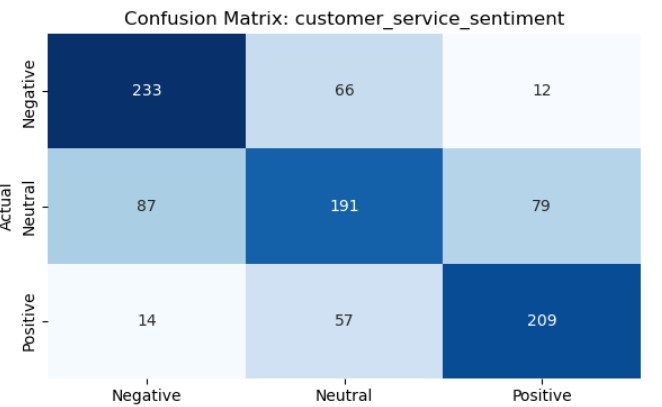 Confusion Matrix: customer_service_sentiment
Actual
Negative 233 66 12
Neutral 87 191 79
Positive 14 57 209
Negative Neutral Positive